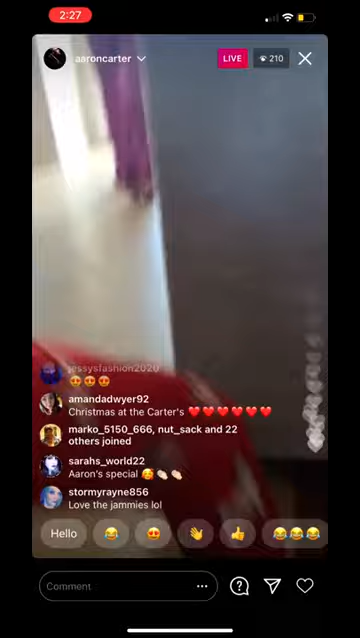 2:27
aaroncarter
LIVE
210
jessysfashion2020
😍😍😍
amandadwyer92
Christmas at the Carter's ❤️❤️❤️❤️❤️❤️
marko_5150_666, nut_sack and 22
others joined
sarahs_world22
Aaron's special 🥰👏🏻👏🏻
stormyrayne856
Love the jammies lol
Hello 😂 😍 👋 👍 😂😂😂
Comment